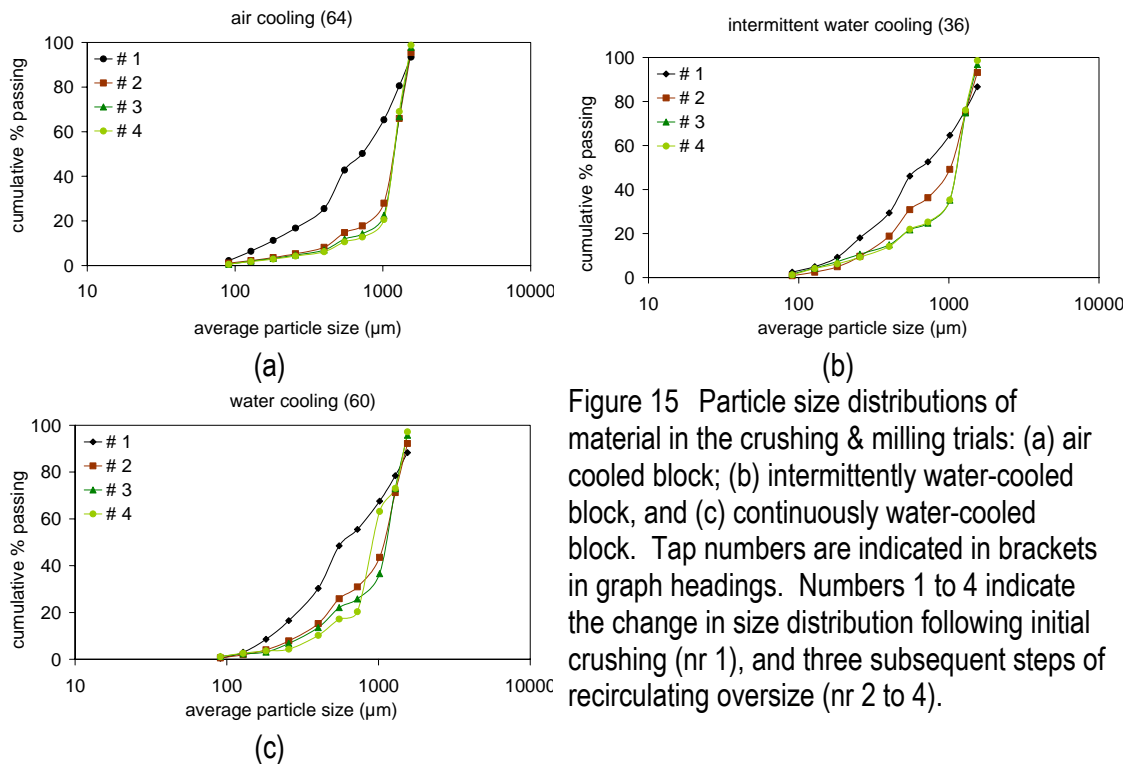 air cooling (64)
100
80
60
40
20
0
cumulative % passing
# 1
# 2
# 3
# 4
10
100
1000
10000
average particle size (µm)
(a)
intermittent water cooling (36)
100
80
60
40
20
0
cumulative % passing
# 1
# 2
# 3
# 4
10
100
1000
10000
average particle size (µm)
(b)
water cooling (60)
100
80
60
40
20
0
cumulative % passing
# 1
# 2
# 3
# 4
10
100
1000
10000
average particle size (µm)
(c)
Figure 15 Particle size distributions of
material in the crushing & milling trials: (a) air
cooled block; (b) intermittently water-cooled
block, and (c) continuously water-cooled
block. Tap numbers are indicated in brackets
in graph headings. Numbers 1 to 4 indicate
the change in size distribution following initial
crushing (nr 1), and three subsequent steps of
recirculating oversize (nr 2 to 4).